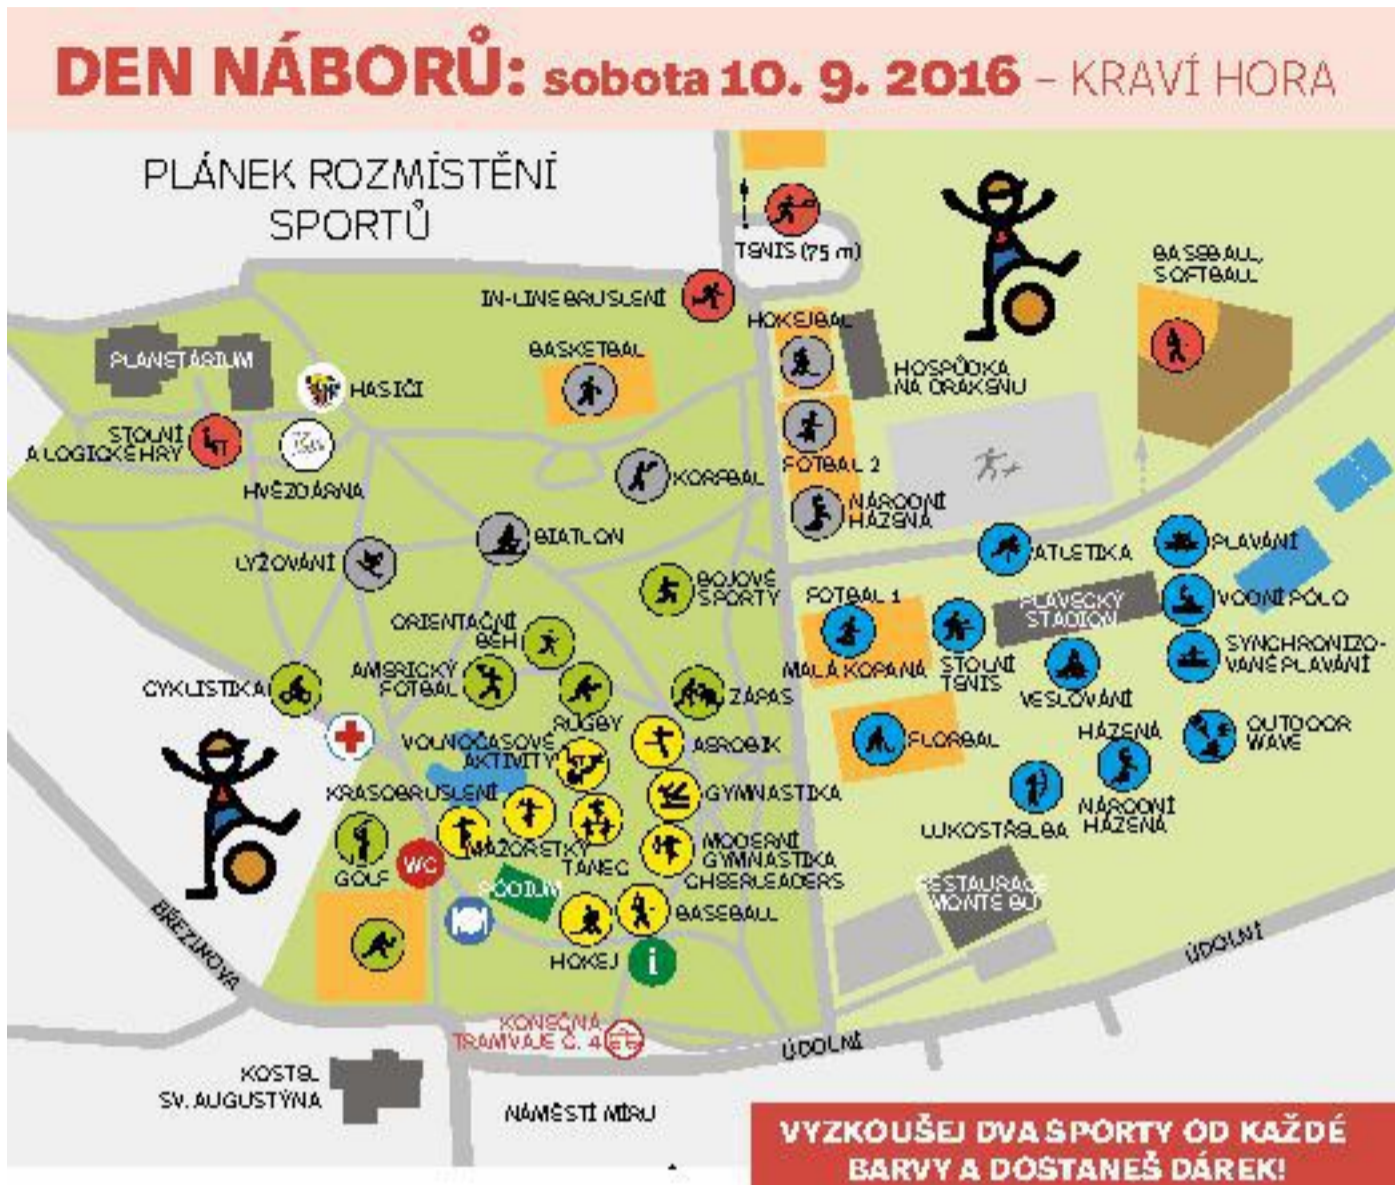 DEN NÁBORŮ: sobota 10. 9. 2016 – KRAVÍ HORA
PLÁNEK ROZMÍSTĚNÍ
SPORTŮ
TENIS (75 m)
BASEBALL,
SOFTBALL
IN-LINE BRUSLENÍ
HOKEJBAL
BASKETBAL
PLANETÁRIUM
HASIČI
HOSPŮDKA
NA DRAKENU
STOLNÍ
A LOGICKÉ HRY
HVĚZDÁRNA
KORFBAL
FOTBAL 2
NÁRODNÍ
HÁZENÁ
BIATLON
LYŽOVÁNÍ
ATLETIKA
PLAVÁNÍ
BOJOVÉ
SPORTY
FOTBAL 1
PLAVECKÝ
STADION
VODNÍ PÓLO
ORIENTAČNÍ
BĚH
MALÁ KOPANÁ
STOLNÍ
TENIS
SYNCHRONIZO-
VANÉ PLAVÁNÍ
AMERICKÝ
FOTBAL
CYKLISTIKA
ZÁPAS
VESLOVÁNÍ
RUGBY
VOLNOČASOVÉ
AKTIVITY
AEROBIK
FLORBAL
HÁZENÁ
OUTDOOR
WAVE
KRASOBRUSLENÍ
GYMNASTIKA
NÁRODNÍ
HÁZENÁ
LUKOSTŘELBA
MAŽORETKY
TANEC
MODERNÍ
GYMNASTIKA
CHEERLEADERS
GOLF
WC
PÓDIUM
RESTAURACE
MONTE BÚ
BASEBALL
HOKEJ
i
BŘEZINOVA
ÚDOLNÍ
KONEČNÁ
TRAMVAJE Č. 4
ÚDOLNÍ
KOSTEL
SV. AUGUSTÝNA
NÁMĚSTÍ MÍRU
VYZKOUŠEJ DVA SPORTY OD KAŽDÉ
BARVY A DOSTANEŠ DÁREK!